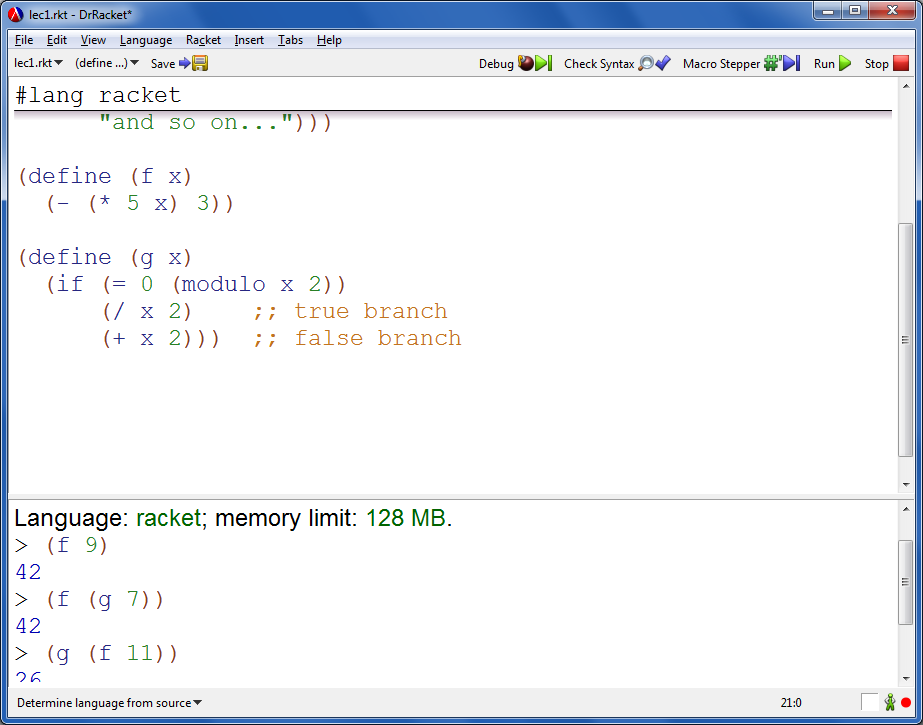 lec1.rkt - DrRacket*
File Edit View Language Racket Insert Tabs Help
lec1.rkt (define ...) Save Debug Check Syntax Macro Stepper Run Stop
#lang racket
"and so on...")))
(define (f x)
(- (* 5 x) 3))
(define (g x)
(if (= 0 (modulo x 2))
(/ x 2) ;; true branch
(+ x 2))) ;; false branch
Language: racket; memory limit: 128 MB.
> (f 9)
42
> (f (g 7))
42
> (g (f 11))
26
Determine language from source 21:0